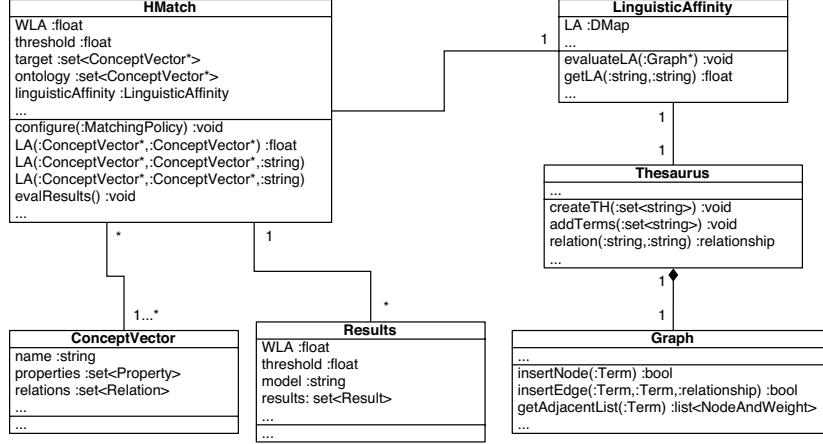 HMatch
WLA :float
threshold :float
target :set<ConceptVector*>
ontology :set<ConceptVector*>
linguisticAffinity :LinguisticAffinity
...
configure(:MatchingPolicy) :void
LA(:ConceptVector*,:ConceptVector*) :float
LA(:ConceptVector*,:ConceptVector*,:string)
LA(:ConceptVector*,:ConceptVector*,:string)
evalResults() :void
...
LinguisticAffinity
LA :DMap
...
evaluateLA(:Graph*) :void
getLA(:string,:string) :float
...
1
1
1
Thesaurus
...
createTH(:set<string>) :void
addTerms(:set<string>) :void
relation(:string,:string) :relationship
...
*
1
1...*
*
1
1
ConceptVector
name :string
properties :set<Property>
relations :set<Relation>
...
...
Results
WLA :float
threshold :float
model :string
results: set<Result>
...
...
Graph
...
insertNode(:Term) :bool
insertEdge(:Term,:Term,:relationship) :bool
getAdjacentList(:Term) :list<NodeAndWeight>
...